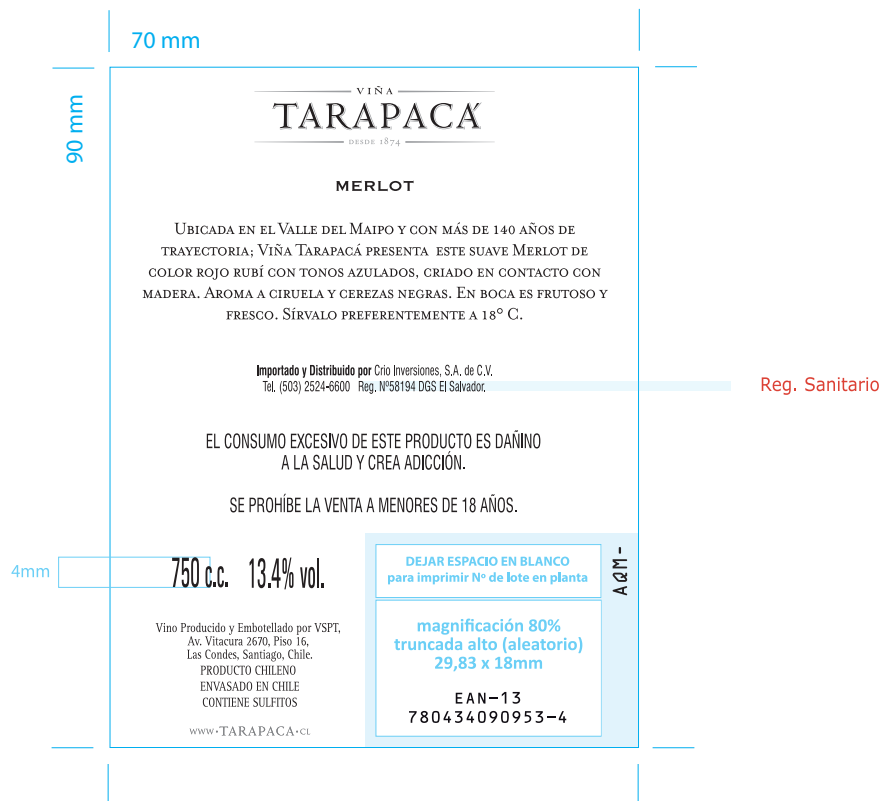 70 mm
90 mm
VIÑA
TARAPACÁ
DESDE 1874
MERLOT
Ubicada en el Valle del Maipo y con más de 140 años de
trayectoria; Viña Tarapacá presenta este suave Merlot de
color rojo rubí con tonos azulados, criado en contacto con
madera. Aroma a ciruela y cerezas negras. En boca es frutoso y
fresco. Sírvalo preferentemente a 18° C.
Importado y Distribuido por Crio Inversiones, S.A. de C.V.
Tel. (503) 2524-6600 Reg. Nº58194 DGS El Salvador.
Reg. Sanitario
EL CONSUMO EXCESIVO DE ESTE PRODUCTO ES DAÑINO
A LA SALUD Y CREA ADICCIÓN.
SE PROHÍBE LA VENTA A MENORES DE 18 AÑOS.
4mm
750 c.c. 13.4% vol.
DEJAR ESPACIO EN BLANCO
para imprimir Nº de lote en planta
AQM-
Vino Producido y Embotellado por VSPT,
Av. Vitacura 2670, Piso 16,
Las Condes, Santiago, Chile.
PRODUCTO CHILENO
ENVASADO EN CHILE
CONTIENE SULFITOS
www·TARAPACA·CL
magnificación 80%
truncada alto (aleatorio)
29,83 x 18mm
EAN-13
780434090953-4